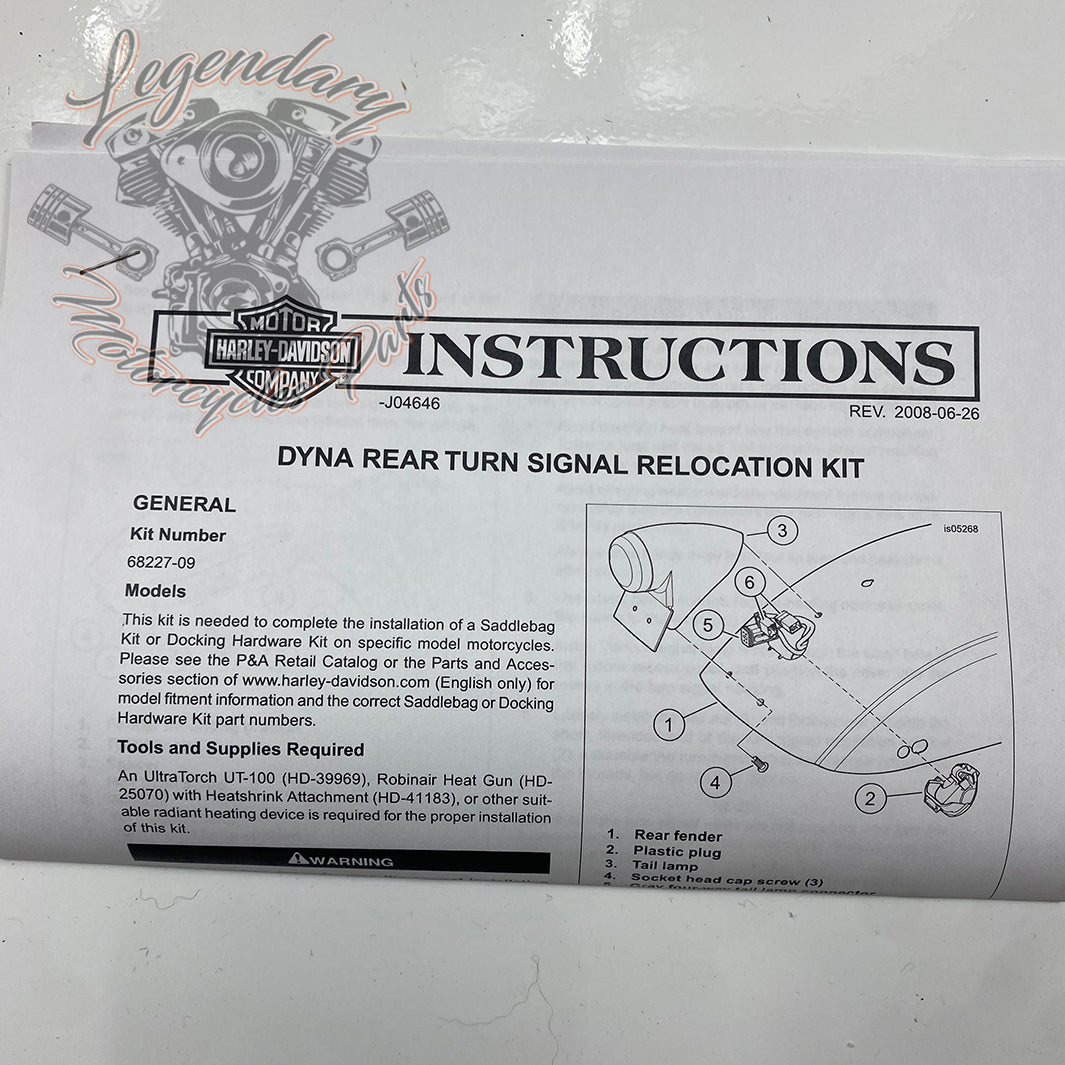 Legendary
Motorcycles Parts
MOTOR
HARLEY-DAVIDSON
COMPANY
®
INSTRUCTIONS
-J04646
REV. 2008-06-26
DYNA REAR TURN SIGNAL RELOCATION KIT
GENERAL
Kit Number
68227-09
Models
This kit is needed to complete the installation of a Saddlebag
Kit or Docking Hardware Kit on specific model motorcycles.
Please see the P&A Retail Catalog or the Parts and Acces-
sories section of www.harley-davidson.com (English only) for
model fitment information and the correct Saddlebag or Docking
Hardware Kit part numbers.
Tools and Supplies Required
An UltraTorch UT-100 (HD-39969), Robinair Heat Gun (HD-
25070) with Heatshrink Attachment (HD-41183), or other suit-
able radiant heating device is required for the proper installation
of this kit.
WARNING
is05268
3
6
5
1
4
2
1. Rear fender
2. Plastic plug
3. Tail lamp
4. Socket head cap screw (3)
5. Gray four-way tail lamp connector